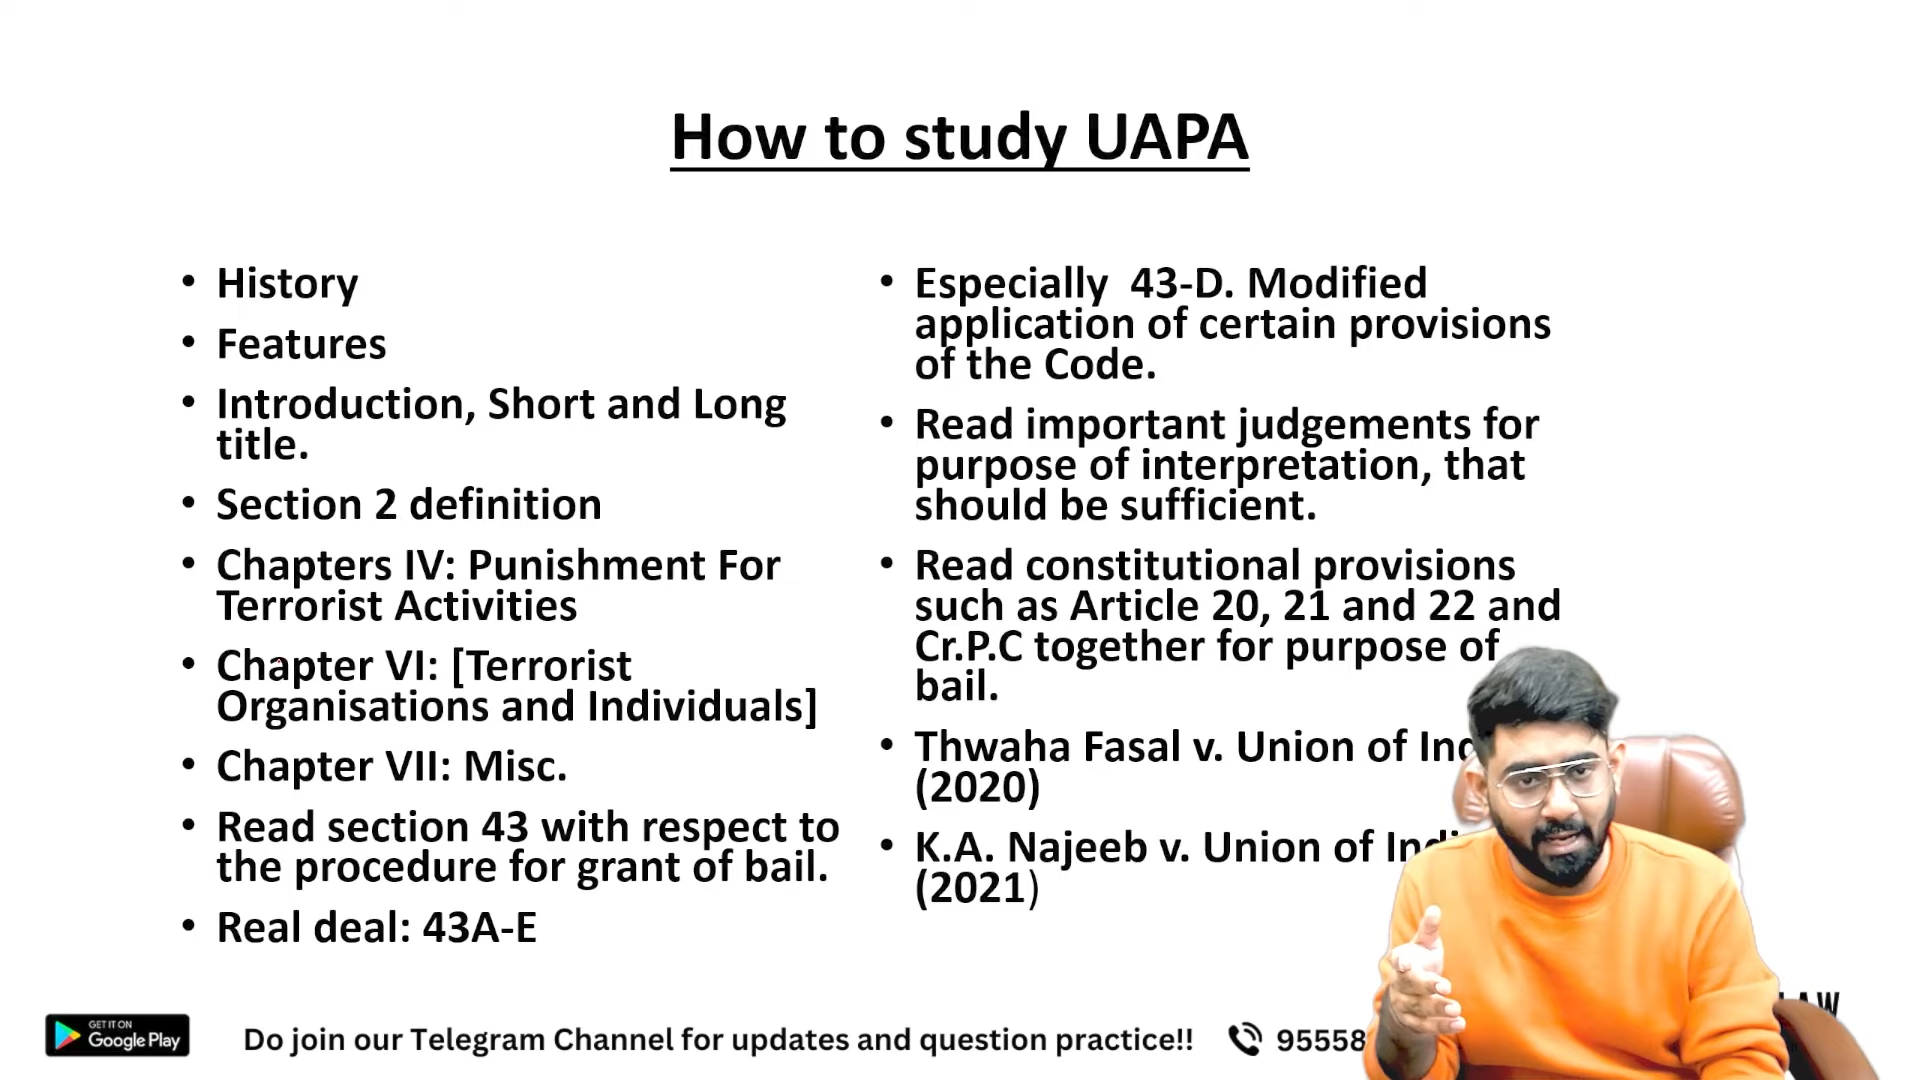 How to study UAPA
• History
• Features
• Introduction, Short and Long
title.
• Section 2 definition
• Chapters IV: Punishment For
Terrorist Activities
• Chapter VI: [Terrorist
Organisations and Individuals]
• Chapter VII: Misc.
• Read section 43 with respect to
the procedure for grant of bail.
• Real deal: 43A-E
• Especially 43-D. Modified
application of certain provisions
of the Code.
• Read important judgements for
purpose of interpretation, that
should be sufficient.
• Read constitutional provisions
such as Article 20, 21 and 22 and
Cr.P.C together for purpose of
bail.
• Thwaha Fasal v. Union of
(2020)
• K.A. Najeeb v. Union of
(2021)
GET IT ON
Google Play
Do join our Telegram Channel for updates and question practice!! 95558